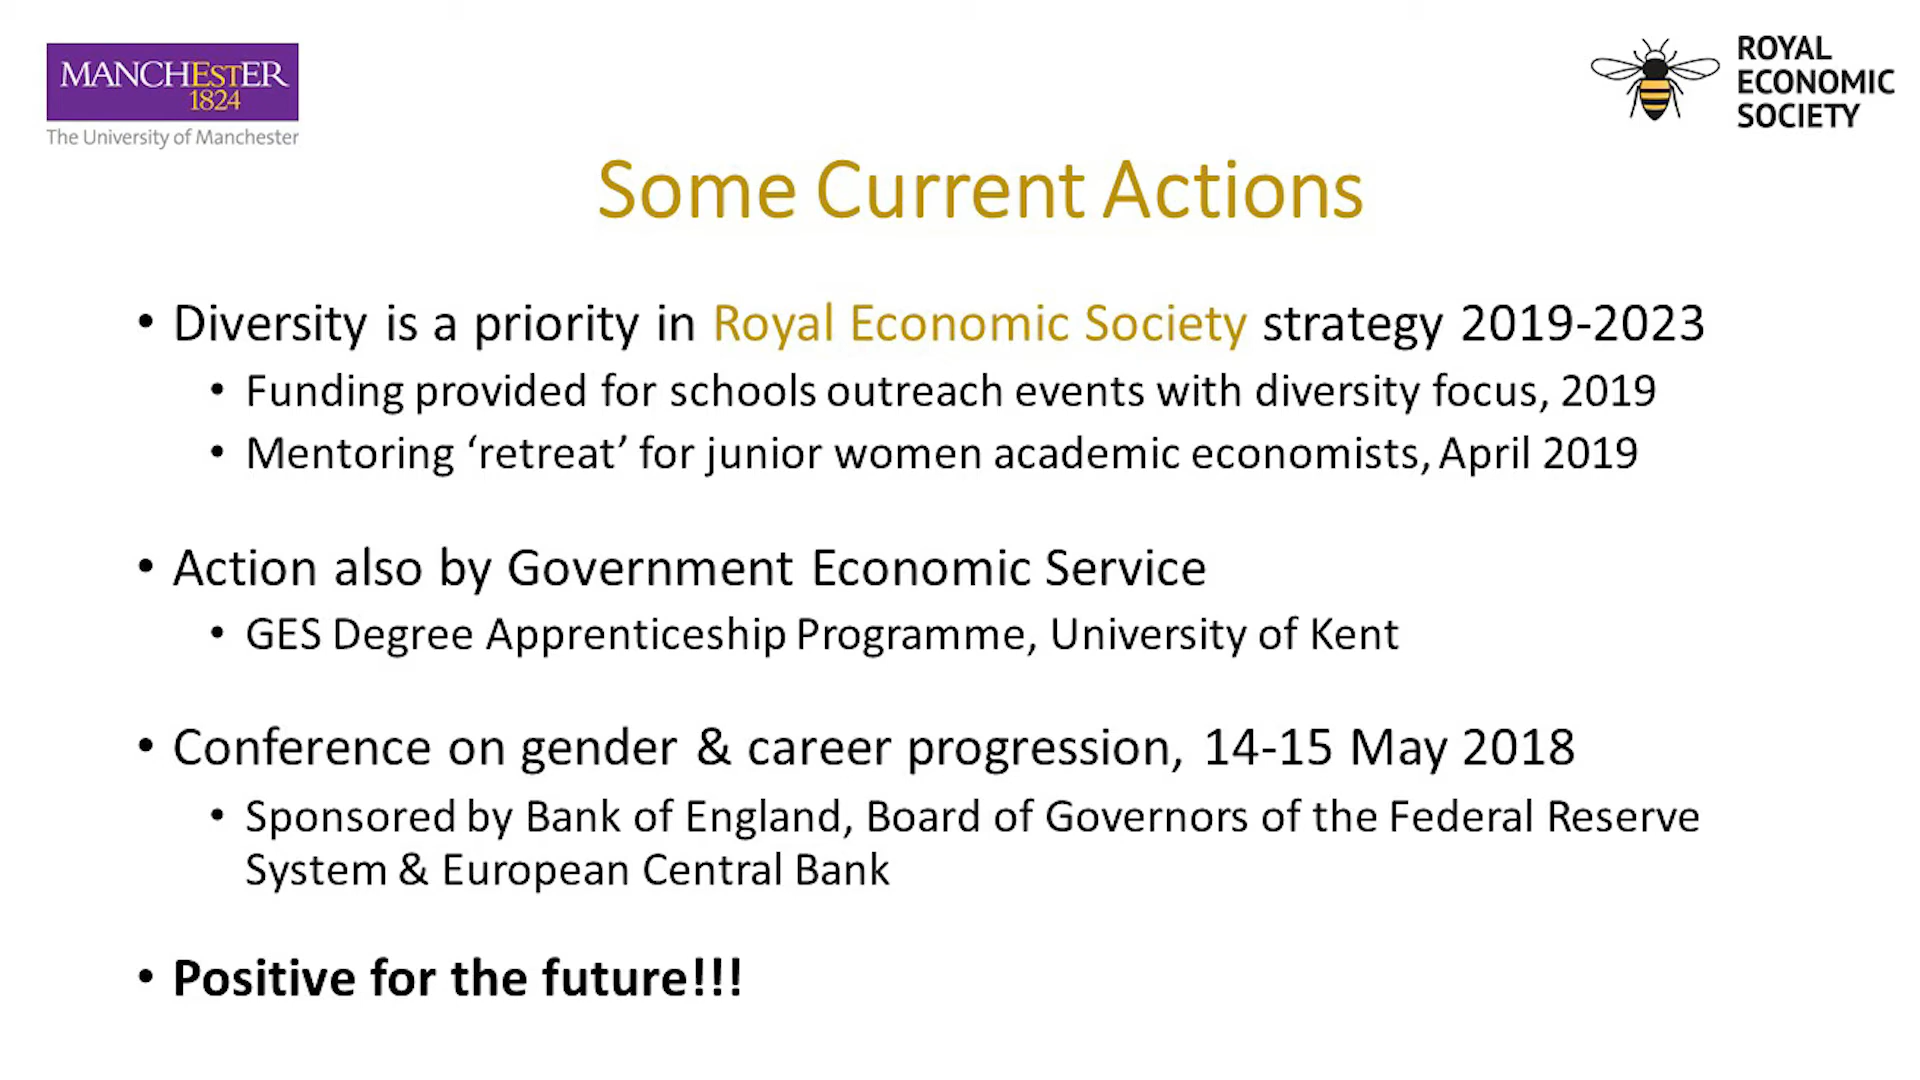 MANCHESTER
1824
The University of Manchester
ROYAL
ECONOMIC
SOCIETY
Some Current Actions
• Diversity is a priority in Royal Economic Society strategy 2019-2023
• Funding provided for schools outreach events with diversity focus, 2019
• Mentoring ‘retreat’ for junior women academic economists, April 2019
• Action also by Government Economic Service
• GES Degree Apprenticeship Programme, University of Kent
• Conference on gender & career progression, 14-15 May 2018
• Sponsored by Bank of England, Board of Governors of the Federal Reserve
System & European Central Bank
• Positive for the future!!!